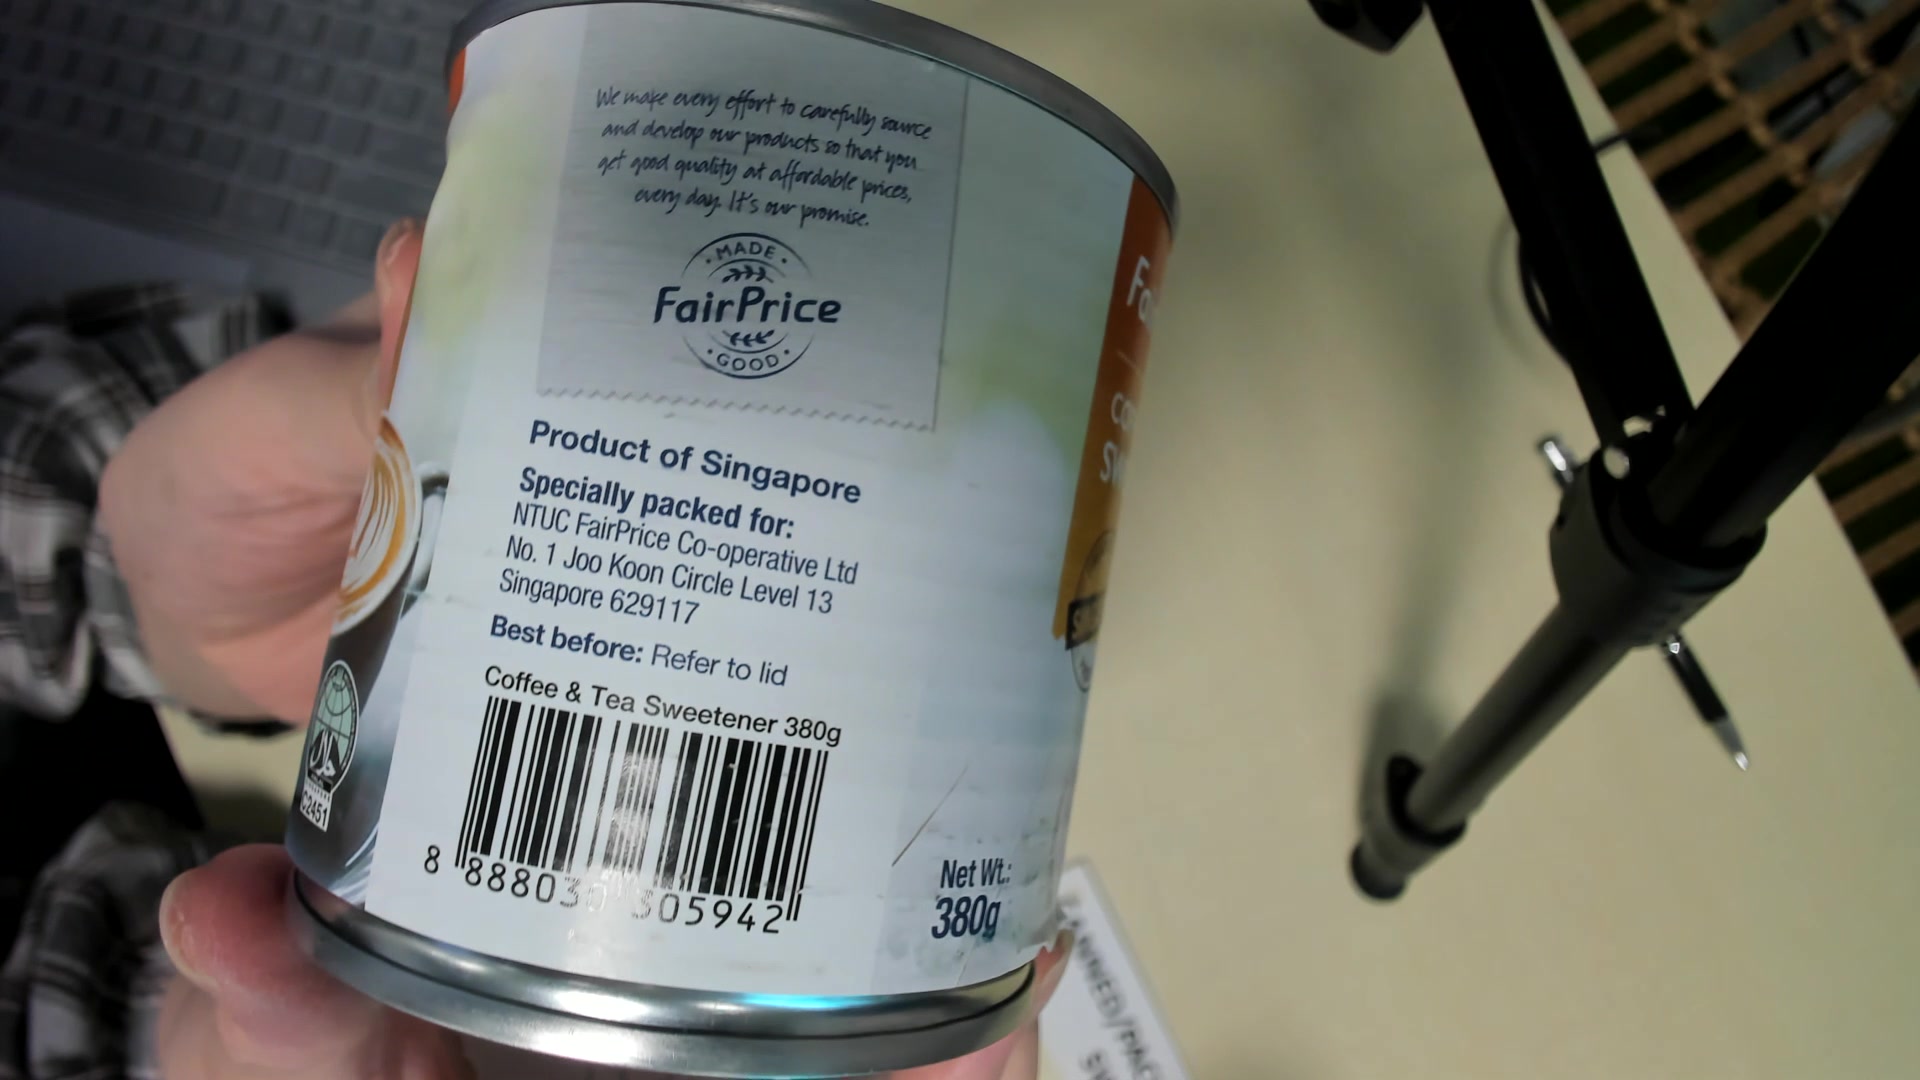 We make every effort to carefully source
and develop our products so that you
get good quality at affordable prices,
every day. It's our promise.
MADE
FairPrice
GOOD
Product of Singapore
Specially packed for:
NTUC FairPrice Co-operative Ltd
No. 1 Joo Koon Circle Level 13
Singapore 629117
Best before: Refer to lid
Coffee & Tea Sweetener 380g
8 888030 305942
Net Wt.:
380g
C2451